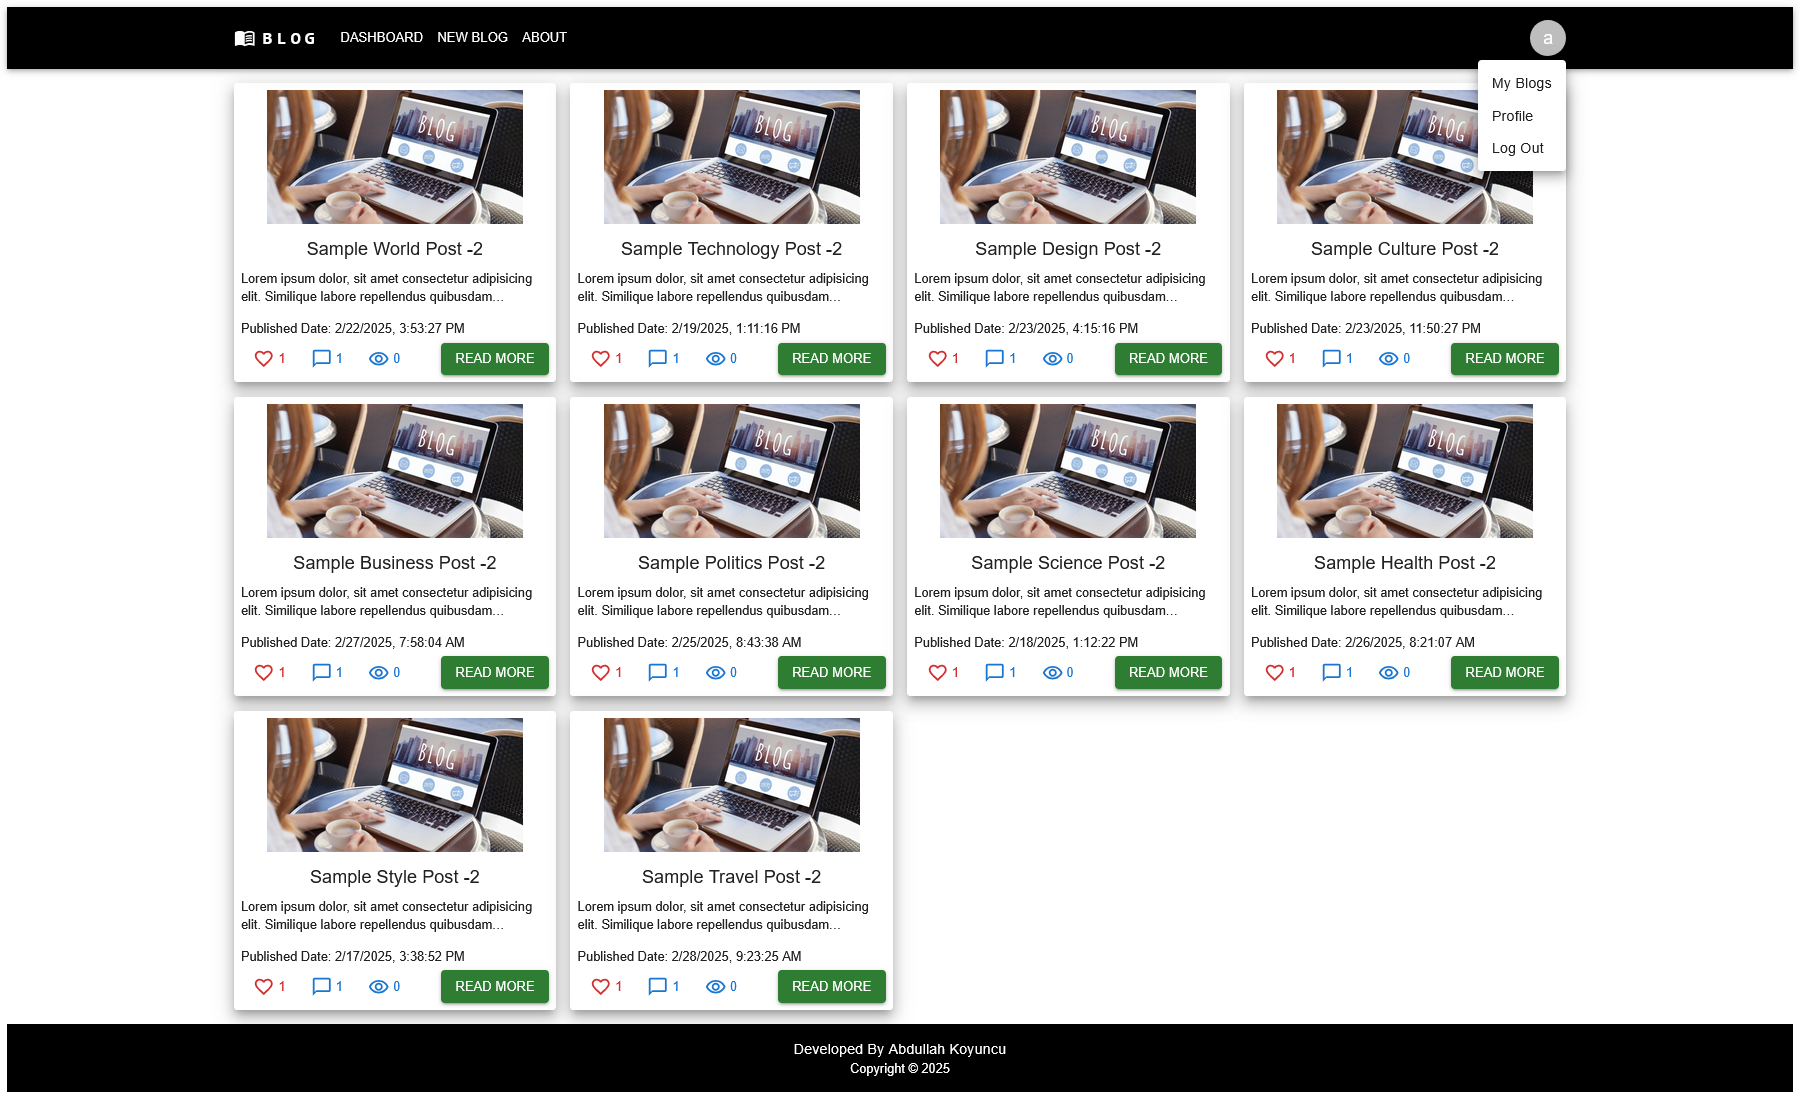 BLOG
DASHBOARD
NEW BLOG
ABOUT
a
My Blogs
Profile
Log Out
BLOG
Sample World Post -2
Lorem ipsum dolor, sit amet consectetur adipisicing
elit. Similique labore repellendus quibusdam...
Published Date: 2/22/2025, 3:53:27 PM
1
1
0
READ MORE
BLOG
Sample Technology Post -2
Lorem ipsum dolor, sit amet consectetur adipisicing
elit. Similique labore repellendus quibusdam...
Published Date: 2/19/2025, 1:11:16 PM
1
1
0
READ MORE
BLOG
Sample Design Post -2
Lorem ipsum dolor, sit amet consectetur adipisicing
elit. Similique labore repellendus quibusdam...
Published Date: 2/23/2025, 4:15:16 PM
1
1
0
READ MORE
BLOG
Sample Culture Post -2
Lorem ipsum dolor, sit amet consectetur adipisicing
elit. Similique labore repellendus quibusdam...
Published Date: 2/23/2025, 11:50:27 PM
1
1
0
READ MORE
BLOG
Sample Business Post -2
Lorem ipsum dolor, sit amet consectetur adipisicing
elit. Similique labore repellendus quibusdam...
Published Date: 2/27/2025, 7:58:04 AM
1
1
0
READ MORE
BLOG
Sample Politics Post -2
Lorem ipsum dolor, sit amet consectetur adipisicing
elit. Similique labore repellendus quibusdam...
Published Date: 2/25/2025, 8:43:38 AM
1
1
0
READ MORE
BLOG
Sample Science Post -2
Lorem ipsum dolor, sit amet consectetur adipisicing
elit. Similique labore repellendus quibusdam...
Published Date: 2/18/2025, 1:12:22 PM
1
1
0
READ MORE
BLOG
Sample Health Post -2
Lorem ipsum dolor, sit amet consectetur adipisicing
elit. Similique labore repellendus quibusdam...
Published Date: 2/26/2025, 8:21:07 AM
1
1
0
READ MORE
BLOG
Sample Style Post -2
Lorem ipsum dolor, sit amet consectetur adipisicing
elit. Similique labore repellendus quibusdam...
Published Date: 2/17/2025, 3:38:52 PM
1
1
0
READ MORE
BLOG
Sample Travel Post -2
Lorem ipsum dolor, sit amet consectetur adipisicing
elit. Similique labore repellendus quibusdam...
Published Date: 2/28/2025, 9:23:25 AM
1
1
0
READ MORE
Developed By Abdullah Koyuncu
Copyright © 2025